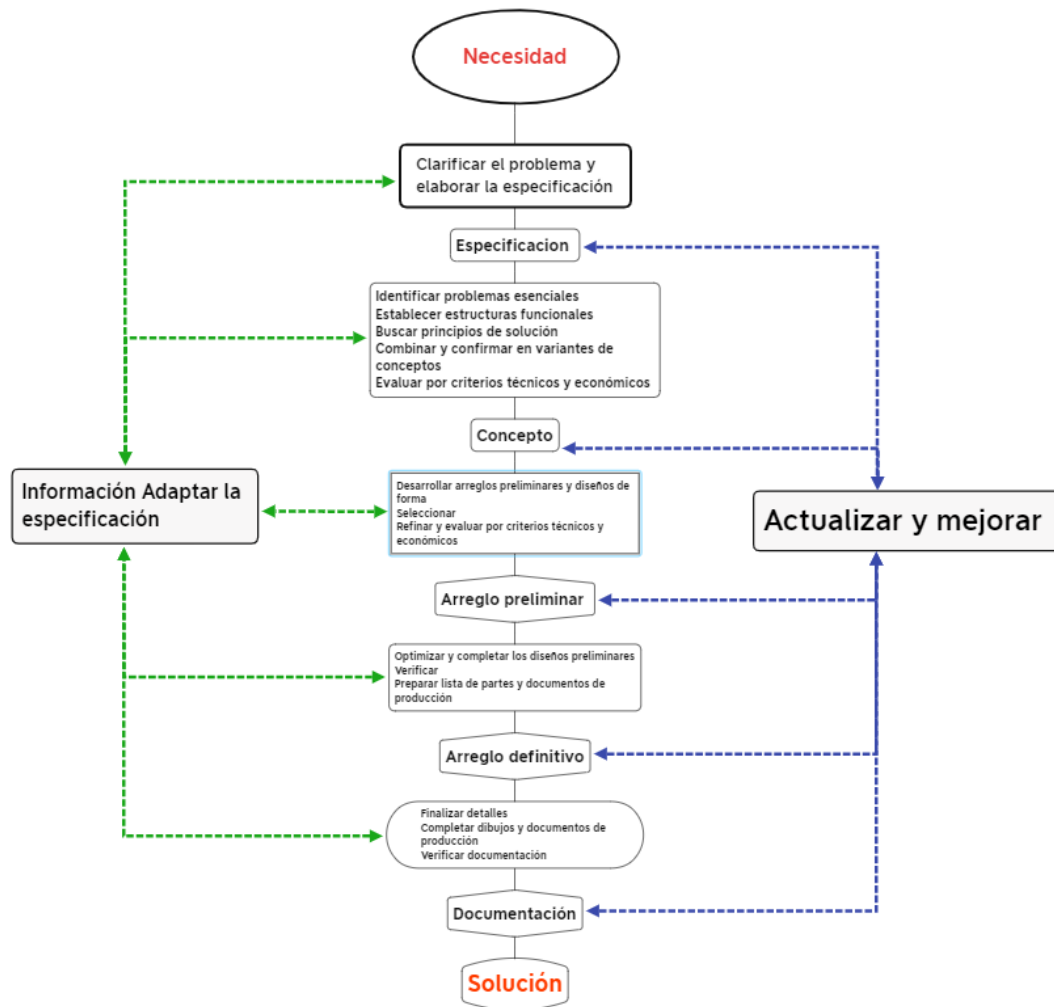 Necesidad
Clarificar el problema y
elaborar la especificación
Especificacion
Identificar problemas esenciales
Establecer estructuras funcionales
Buscar principios de solución
Combinar y confirmar en variantes de
conceptos
Evaluar por criterios técnicos y económicos
Concepto
Información Adaptar la
especificación
Desarrollar arreglos preliminares y diseños de
forma
Seleccionar
Refinar y evaluar por criterios técnicos y
económicos
Actualizar y mejorar
Arreglo preliminar
Optimizar y completar los diseños preliminares
Verificar
Preparar lista de partes y documentos de
producción
Arreglo definitivo
Finalizar detalles
Completar dibujos y documentos de
producción
Verificar documentación
Documentación
Solución